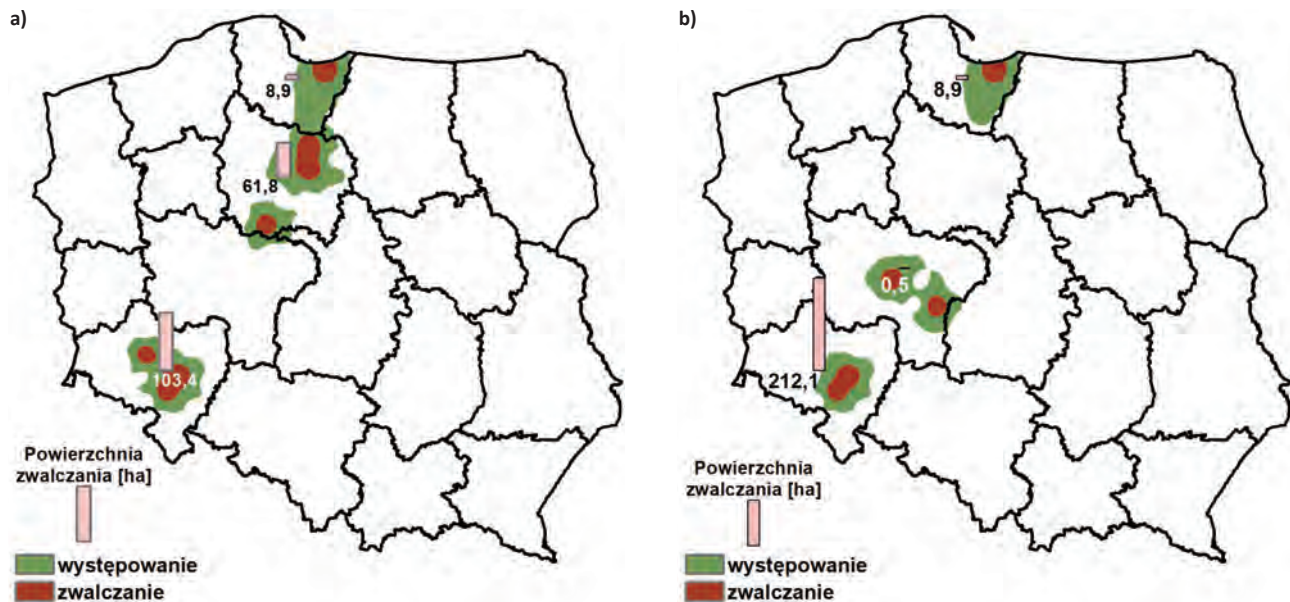 a)
8,9
61,8
103,4
Powierzchnia
zwalczania [ha]
występowanie
zwalczanie
b)
8,9
0,5
212,1
Powierzchnia
zwalczania [ha]
występowanie
zwalczanie